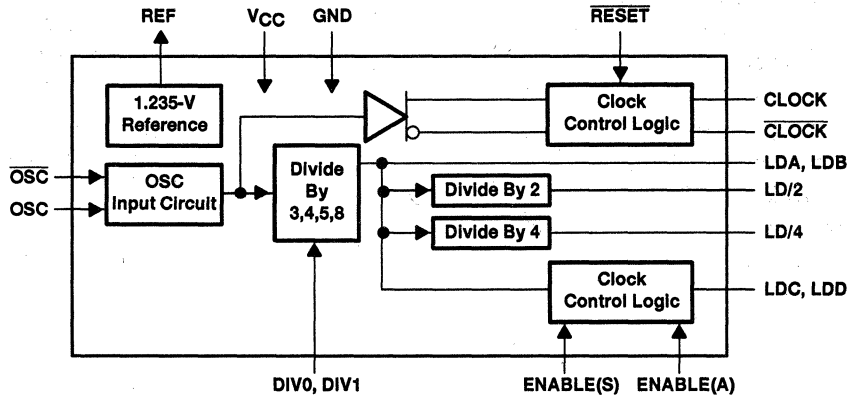 REF
VCC
GND
RESET
1.235-V
Reference
Clock
Control Logic
CLOCK
CLOCK
OSC
OSC
OSC
Input Circuit
Divide
By
3,4,5,8
LDA, LDB
Divide By 2
LD/2
Divide By 4
LD/4
Clock
Control Logic
LDC, LDD
DIV0, DIV1
ENABLE(S)
ENABLE(A)